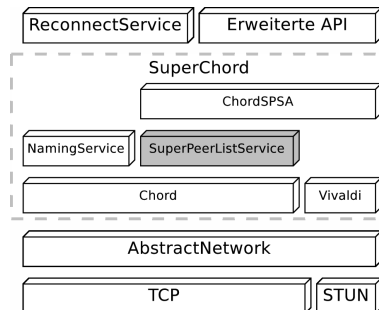 ReconnectService
Erweiterte API
SuperChord
ChordSPSA
NamingService
SuperPeerListService
Chord
Vivaldi
AbstractNetwork
TCP
STUN